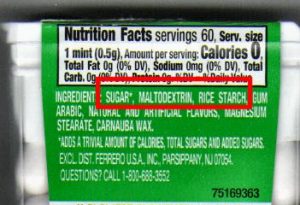 Nutrition Facts servings 60, Serv. size
1 mint (0.5g), Amount per serving: Calories 0,
Total Fat 0g (0% DV), Sodium 0mg (0% DV), Total
Carb. 0g (0% DV), Protein 0g % Daily Value
INGREDIENTS: SUGAR*, MALTODEXTRIN, RICE STARCH, GUM
ARABIC, NATURAL AND ARTIFICIAL FLAVORS, MAGNESIUM
STEARATE, CARNAUBA WAX.
*ADDS A TRIVIAL AMOUNT OF CALORIES, TOTAL SUGARS AND ADDED SUGARS.
EXCL. DIST. FERRERO U.S.A., INC. PARSIPPANY, NJ 07054.
QUESTIONS? CALL 1-800-688-3552
75169363